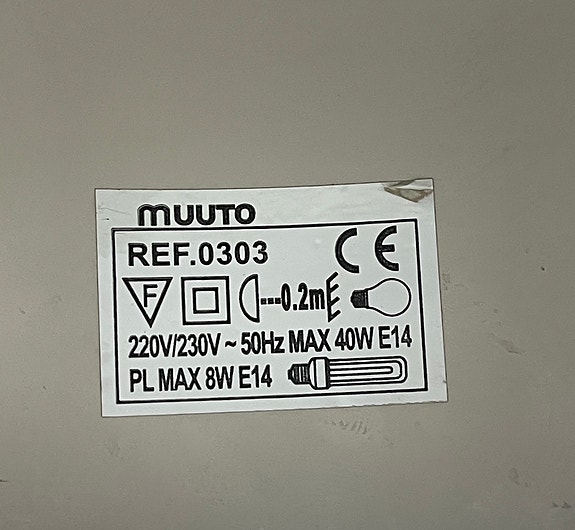 muuto
REF.0303 CE
F 0.2m
220V/230V ~ 50Hz MAX 40W E14
PL MAX 8W E14